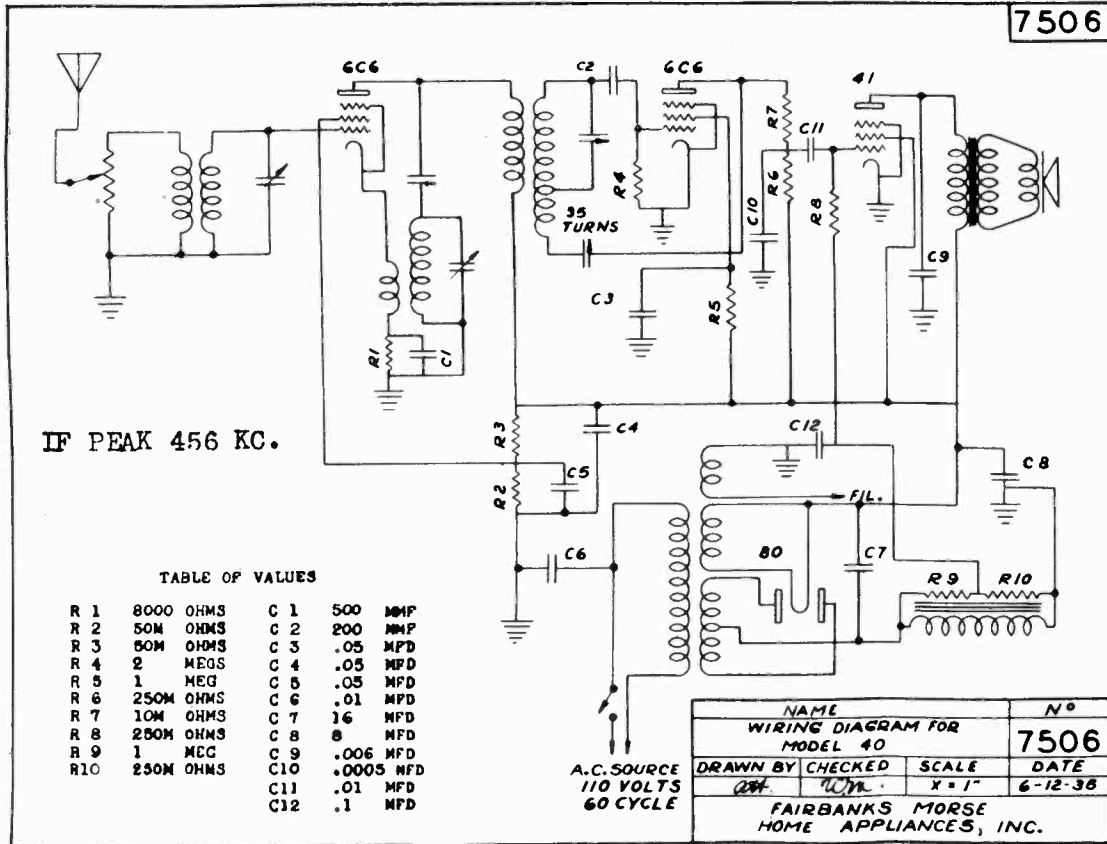 7506
6C6
C2
6C6
41
R7
C11
R4
R6
R8
C10
35
TURNS
C9
C3
R5
R1
C1
IF PEAK 456 KC.
R3
C4
C12
C5
R2
C8
FIL.
C6
80
C7
R9
R10
TABLE OF VALUES
R 1 8000 OHMS C 1 500 MMF
R 2 50M OHMS C 2 200 MMF
R 3 50M OHMS C 3 .05 MFD
R 4 2 MEGS C 4 .05 MFD
R 5 1 MEG C 5 .05 MFD
R 6 250M OHMS C 6 .01 MFD
R 7 10M OHMS C 7 16 MFD
R 8 250M OHMS C 8 8 MFD
R 9 1 MEG C 9 .006 MFD
R10 250M OHMS C10 .0005 MFD
C11 .01 MFD
C12 .1 MFD
A.C. SOURCE
110 VOLTS
60 CYCLE
NAME Nº
WIRING DIAGRAM FOR
MODEL 40
7506
DRAWN BY CHECKED SCALE DATE
X = 1"
FAIRBANKS MORSE
HOME APPLIANCES, INC.